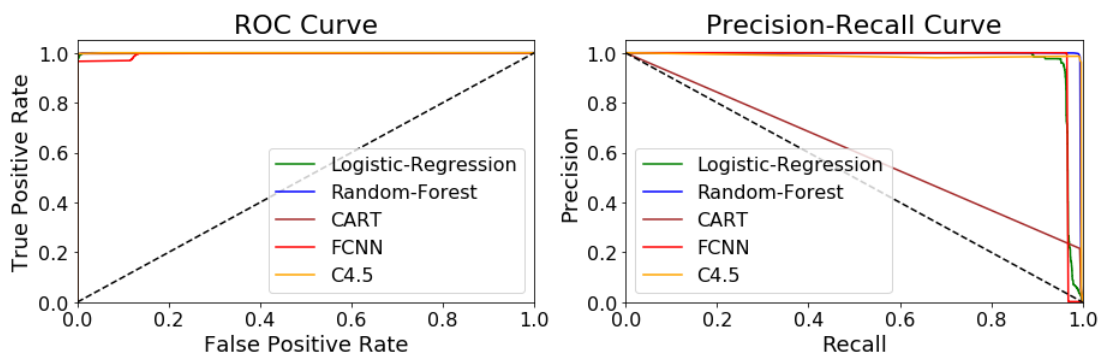 ROC Curve
True Positive Rate
1.0
0.8
0.6
0.4
0.2
0.0
Logistic-Regression
Random-Forest
CART
FCNN
C4.5
0.0 0.2 0.4 0.6 0.8 1.0
False Positive Rate
Precision-Recall Curve
Precision
1.0
0.8
0.6
0.4
0.2
0.0
Logistic-Regression
Random-Forest
CART
FCNN
C4.5
0.0 0.2 0.4 0.6 0.8 1.0
Recall